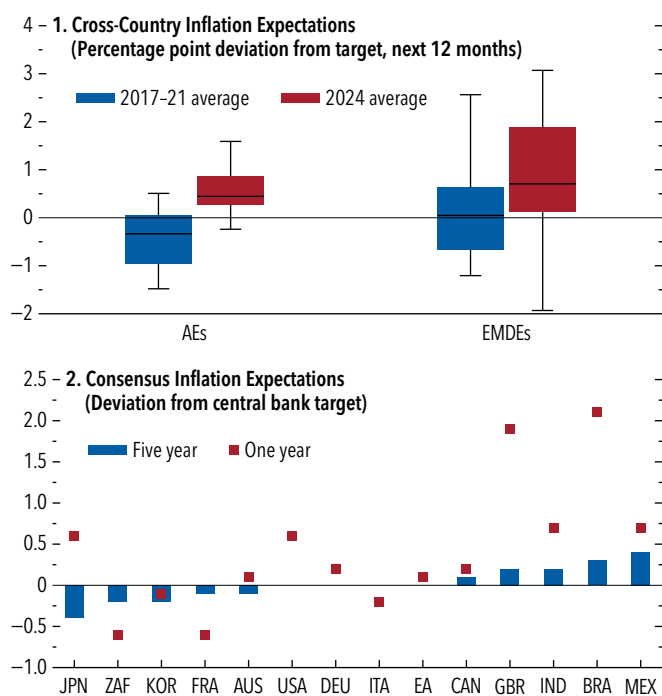 1. Cross-Country Inflation Expectations
(Percentage point deviation from target, next 12 months)
2017–21 average
2024 average
4
3
2
1
0
−1
−2
AEs
EMDEs
2. Consensus Inflation Expectations
(Deviation from central bank target)
Five year
One year
2.5
2.0
1.5
1.0
0.5
0
−0.5
−1.0
JPN ZAF KOR FRA AUS USA DEU ITA EA CAN GBR IND BRA MEX